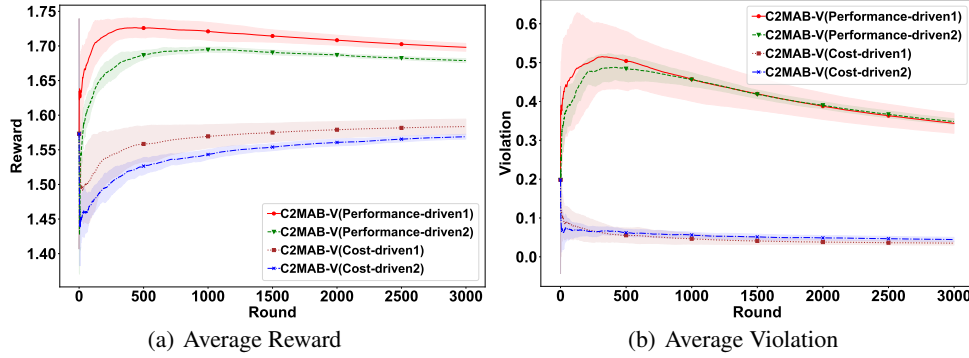 1.70
1.65
1.60
1.55
1.50
1.45
1.40
Reward
C2MAB-V(Performance-driven1)
C2MAB-V(Performance-driven2)
C2MAB-V(Cost-driven1)
C2MAB-V(Cost-driven2)
0 500 1000 1500 2000 2500 3000
Round
(a) Average Reward
0.6
0.5
0.4
0.3
0.2
0.1
0.0
Violation
C2MAB-V(Performance-driven1)
C2MAB-V(Performance-driven2)
C2MAB-V(Cost-driven1)
C2MAB-V(Cost-driven2)
0 500 1000 1500 2000 2500 3000
Round
(b) Average Violation